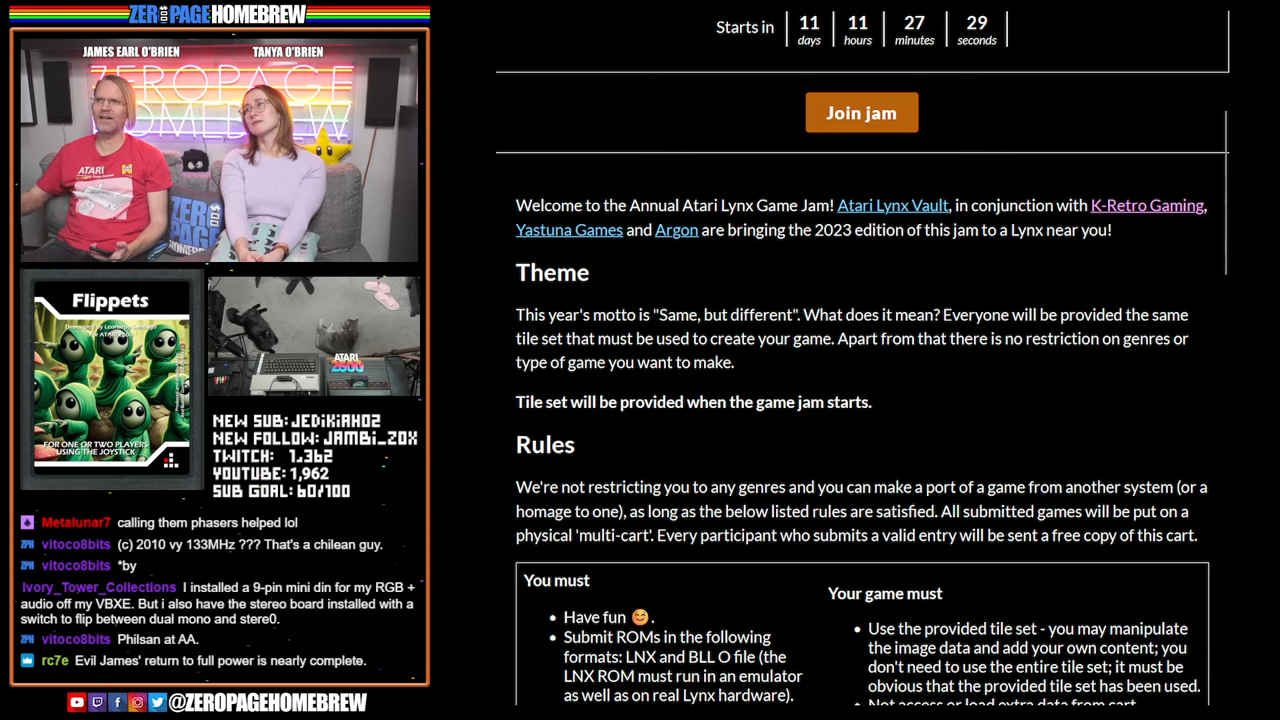 ZEROPAGE HOMEBREW
JAMES EARL O'BRIEN
TANYA O'BRIEN
ZEROPAGE
HOMEBREW
ATARI
ZERO
PAGE
Flippets
FOR ONE OR TWO PLAYERS
USING THE JOYSTICK
ATARI
2600
NEW SUB: JEDIKIAH02
NEW FOLLOW: JAMBI_ZOX
TWITCH: 1,362
YOUTUBE: 1,962
SUB GOAL: 60/100
Metalunar7 calling them phasers helped lol
vitoco8bits (c) 2010 vy 133MHz ??? That's a chilean guy.
vitoco8bits *by
Ivory_Tower_Collections I installed a 9-pin mini din for my RGB +
audio off my VBXE. But i also have the stereo board installed with a
switch to flip between dual mono and stere0.
vitoco8bits Philsan at AA.
rc7e Evil James' return to full power is nearly complete.
@ZEROPAGEHOMEBREW
Starts in 11 days 11 hours 27 minutes 29 seconds
Join jam
Welcome to the Annual Atari Lynx Game Jam! Atari Lynx Vault, in conjunction with K-Retro Gaming,
Yastuna Games and Argon are bringing the 2023 edition of this jam to a Lynx near you!
Theme
This year's motto is "Same, but different". What does it mean? Everyone will be provided the same
tile set that must be used to create your game. Apart from that there is no restriction on genres or
type of game you want to make.
Tile set will be provided when the game jam starts.
Rules
We're not restricting you to any genres and you can make a port of a game from another system (or a
homage to one), as long as the below listed rules are satisfied. All submitted games will be put on a
physical 'multi-cart'. Every participant who submits a valid entry will be sent a free copy of this cart.
You must
• Have fun 😊.
• Submit ROMs in the following
formats: LNX and BLL O file (the
LNX ROM must run in an emulator
as well as on real Lynx hardware).
Your game must
• Use the provided tile set - you may manipulate
the image data and add your own content; you
don't need to use the entire tile set; it must be
obvious that the provided tile set has been used.
• Not access or load extra data from cart